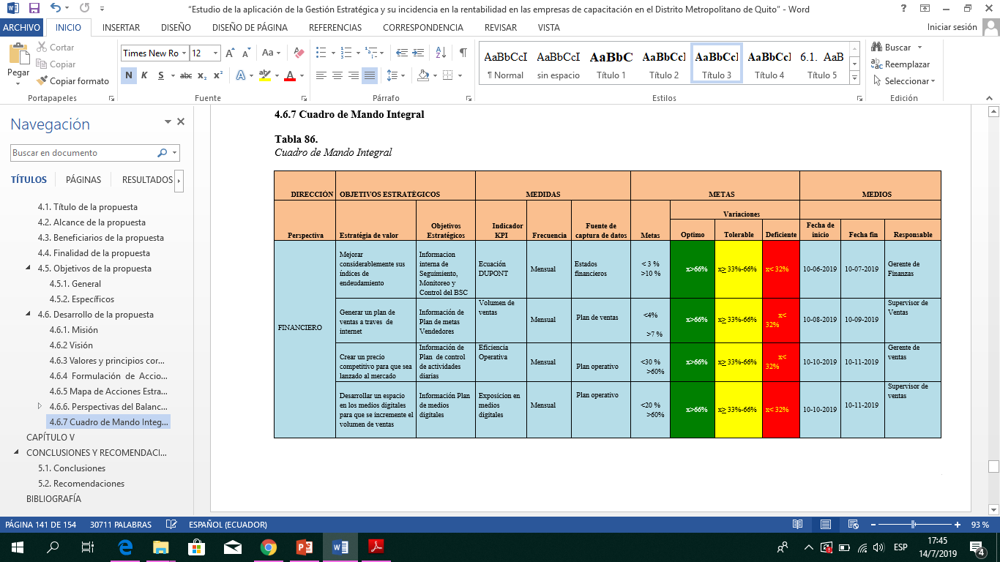 “Estudio de la aplicación de la Gestión Estratégica y su incidencia en la rentabilidad en las empresas de capacitación en el Distrito Metropolitano de Quito” - Word
ARCHIVO INICIO INSERTAR DISEÑO DISEÑO DE PÁGINA REFERENCIAS CORRESPONDENCIA REVISAR VISTA Iniciar sesión
Pegar
Cortar
Copiar
Copiar formato
Portapapeles
Times New Ro 12
Fuente
Párrafo
AaBbCcI AaBbCcI AaBbC AaBbCcI AaBbCcI AaBbCcI 6.1. AaB
¶ Normal sin espacio Título 1 Título 2 Título 3 Título 4 Título 5
Estilos
Buscar
Reemplazar
Seleccionar
Edición
Navegación
Buscar en documento
TÍTULOS PÁGINAS RESULTADOS
4.1. Título de la propuesta
4.2. Alcance de la propuesta
4.3. Beneficiarios de la propuesta
4.4. Finalidad de la propuesta
4.5. Objetivos de la propuesta
4.5.1. General
4.5.2. Específicos
4.6. Desarrollo de la propuesta
4.6.1. Misión
4.6.2 Visión
4.6.3 Valores y principios cor...
4.6.4 Formulación de Accio...
4.6.5 Mapa de Acciones Estra...
4.6.6. Perspectivas del Balanc...
4.6.7 Cuadro de Mando Integ...
CAPÍTULO V
CONCLUSIONES Y RECOMENDACI...
5.1. Conclusiones
5.2. Recomendaciones
BIBLIOGRAFÍA
4.6.7 Cuadro de Mando Integral
Tabla 86.
Cuadro de Mando Integral
DIRECCIÓN OBJETIVOS ESTRATÉGICOS MEDIDAS METAS MEDIOS
Perspectiva
Estratégia de valor
Objetivos
Estratégicos
Indicador
KPI
Frecuencia
Fuente de
captura de datos
Metas
Variaciones
Optimo Tolerable Deficiente
Fecha de
inicio
Fecha fin
Responsable
FINANCIERO
Mejorar
considerablemente sus
índices de
endeudamiento
Informacion
interna de
Seguimiento,
Monitoreo y
Control del BSC
Ecuación
DUPONT
Mensual
Estados
financieros
< 3 %
>10 %
x>66%
x≥ 33%-66%
x< 32%
10-06-2019
10-07-2019
Gerente de
Finanzas
Generar un plan de
ventas a traves de
internet
Información de
Plan de metas
Vendedores
Volumen de
ventas
Mensual
Plan de ventas
<4%
>7 %
x>66%
x≥ 33%-66%
x<
32%
10-08-2019
10-09-2019
Supervisor de
Ventas
Crear un precio
competitivo para que sea
lanzado al mercado
Información de
Plan de control
de actividades
diarias
Eficiencia
Operativa
Mensual
Plan operativo
<30 %
>60%
x>66%
x≥ 33%-66%
x<
32%
10-10-2019
10-11-2019
Gerente de
ventas
Desarrollar un espacio
en los medios digitales
para que se incremente el
volumen de ventas
Información Plan
de medios
digitales
Exposicion en
medios
digitales
Mensual
Plan operativo
<20 %
>60%
x>66%
x≥ 33%-66%
x< 32%
10-10-2019
10-11-2019
Supervisor de
ventas
PÁGINA 141 DE 154 30711 PALABRAS ESPAÑOL (ECUADOR) 93 %
ESP
17:45
14/7/2019
4